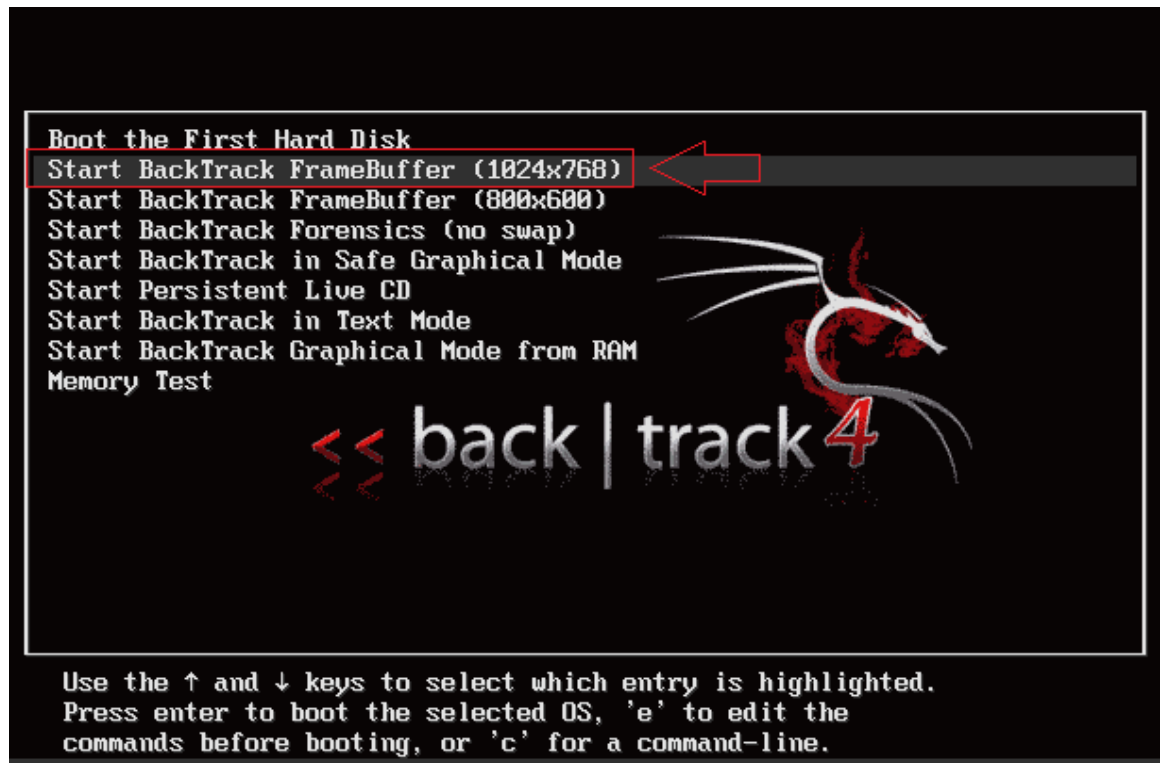 Boot the First Hard Disk
Start BackTrack FrameBuffer (1024x768)
Start BackTrack FrameBuffer (800x600)
Start BackTrack Forensics (no swap)
Start BackTrack in Safe Graphical Mode
Start Persistent Live CD
Start BackTrack in Text Mode
Start BackTrack Graphical Mode from RAM
Memory Test
<< back | track 4
Use the ↑ and ↓ keys to select which entry is highlighted.
Press enter to boot the selected OS, 'e' to edit the
commands before booting, or 'c' for a command-line.